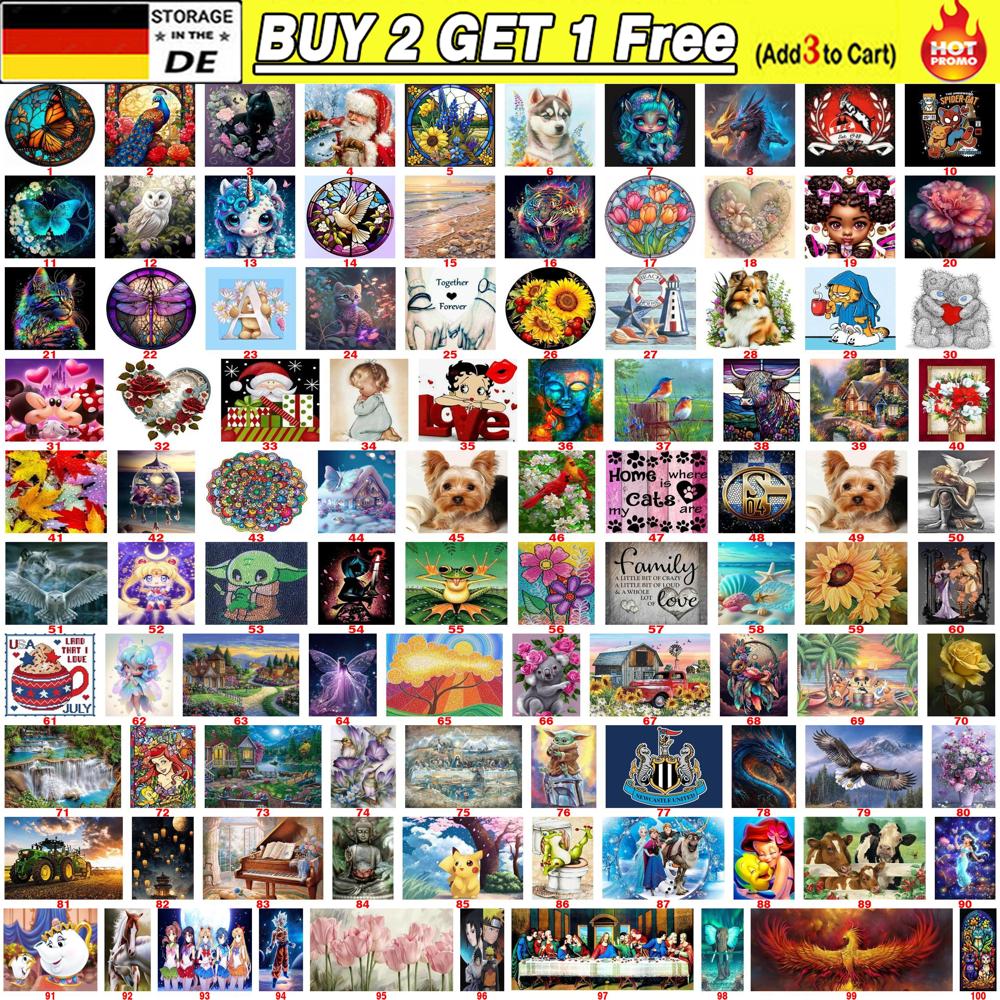 STORAGE
IN THE
DE
BUY 2 GET 1 Free
(Add 3 to Cart)
HOT
PROMO
1 2 3 4 5 6 7 8 9 10
SPIDER-CAT
11 12 13 14 15 16 17 18 19 20
A
Together
Forever
BEACH
21 22 23 24 25 26 27 28 29 30
Love
31 32 33 34 35 36 37 38 39 40
Home where
is
my Cats are
S
04
41 42 43 44 45 46 47 48 49 50
Family
A LITTLE BIT OF CRAZY
A LITTLE BIT OF LOUD
& A WHOLE
LOT
OF love
51 52 53 54 55 56 57 58 59 60
USA LAND
THAT I
LOVE
JULY
61 62 63 64 65 66 67 68 69 70
NEWCASTLE UNITED
71 72 73 74 75 76 77 78 79 80
81 82 83 84 85 86 87 88 89 90
91 92 93 94 95 96 97 98 99 100